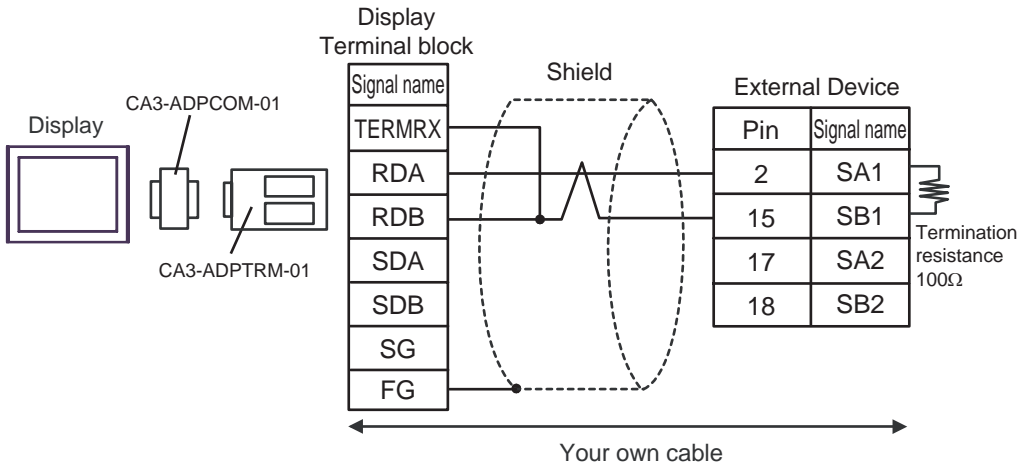 Display
Terminal block
Signal name
TERMRX
RDA
RDB
SDA
SDB
SG
FG
Display
CA3-ADPCOM-01
CA3-ADPTRM-01
Shield
External Device
Pin Signal name
2 SA1
15 SB1
17 SA2
18 SB2
Termination
resistance
100Ω
Your own cable